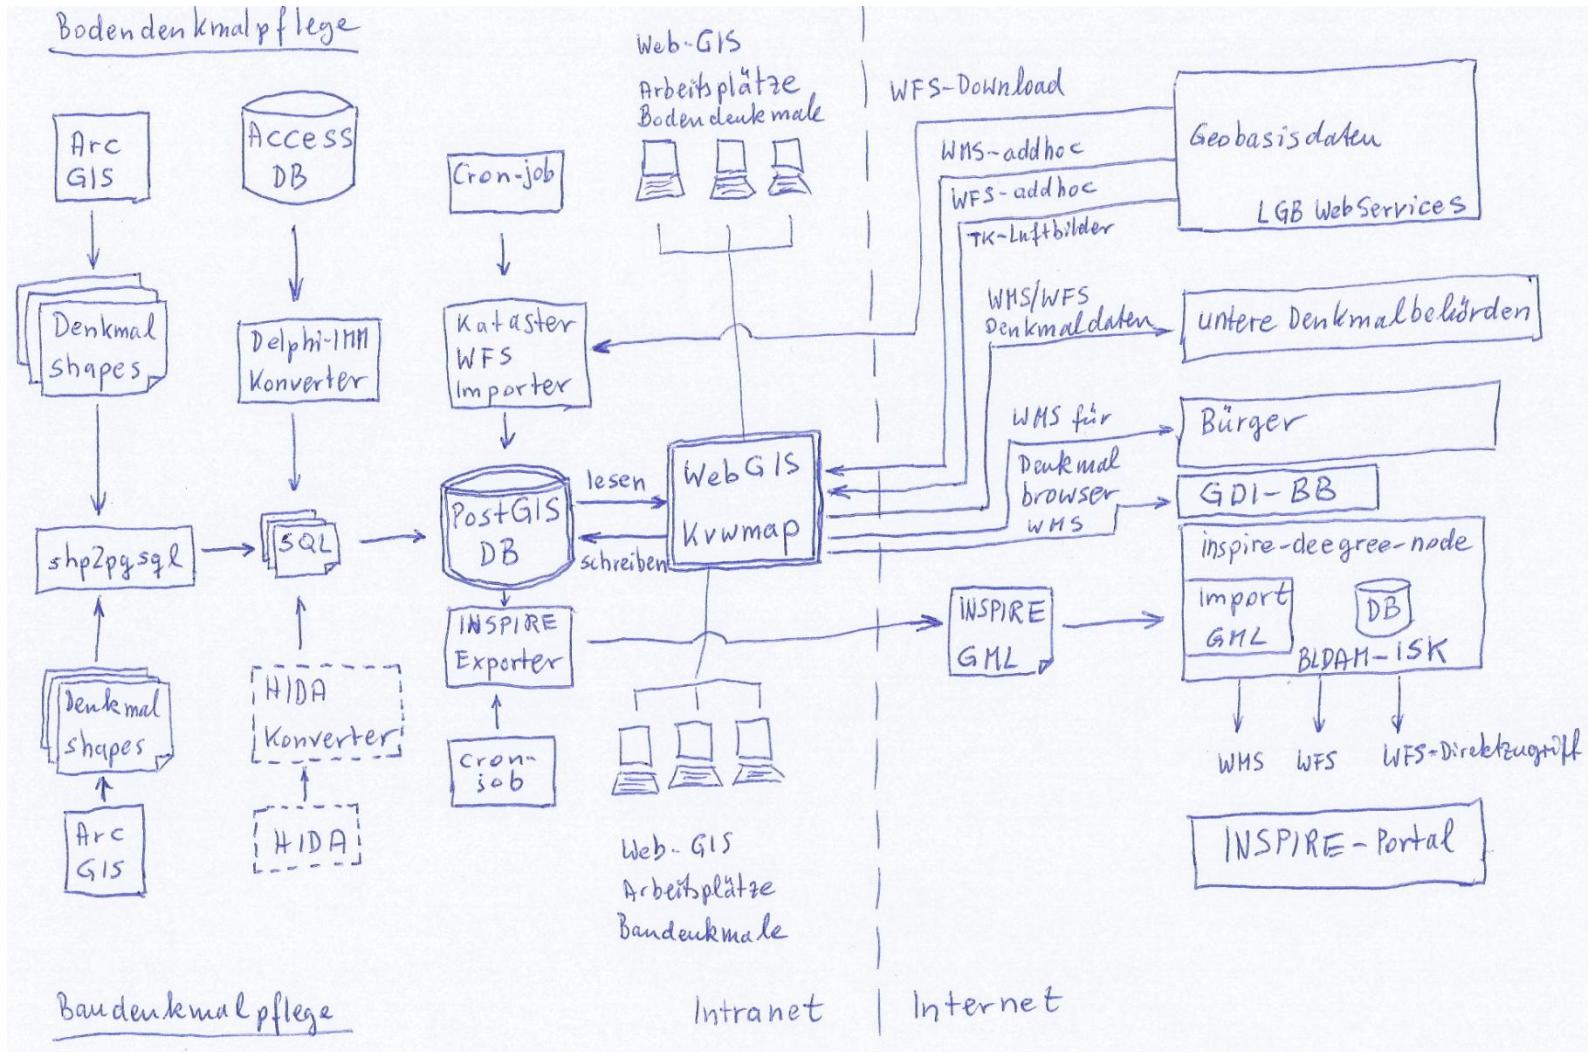 Bodendenkmalpflege
Arc
GIS
Access
DB
Cron-job
Web-GIS
Arbeitsplätze
Bodendenkmale
WFS-Download
WMS-addhoc
WFS-addhoc
TK-Luftbilder
Geobasisdaten
LGB WebServices
Denkmal
shapes
Delphi-IMM
Konverter
Kataster
WFS
Importer
WMS/WFS
Denkmaldaten
untere Denkmalbehörden
WMS für
Denkmal
browser
WMS
Bürger
GDI-BB
shp2pgsql
SQL
PostGIS
DB
lesen
schreiben
WebGIS
Kvwmap
inspire-deegree-node
Import
GML
DB
BLDAM-ISK
INSPIRE
Exporter
INSPIRE
GML
WMS
WFS
WFS-Direktzugriff
INSPIRE-Portal
Denkmal
shapes
HIDA
Konverter
Cron-
job
Arc
GIS
HIDA
Web-GIS
Arbeitsplätze
Baudenkmale
Baudenkmalpflege
Intranet
Internet